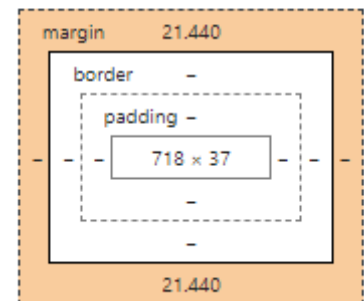 margin 21.440
border –
padding –
– – – 718 × 37 – – –
–
–
21.440